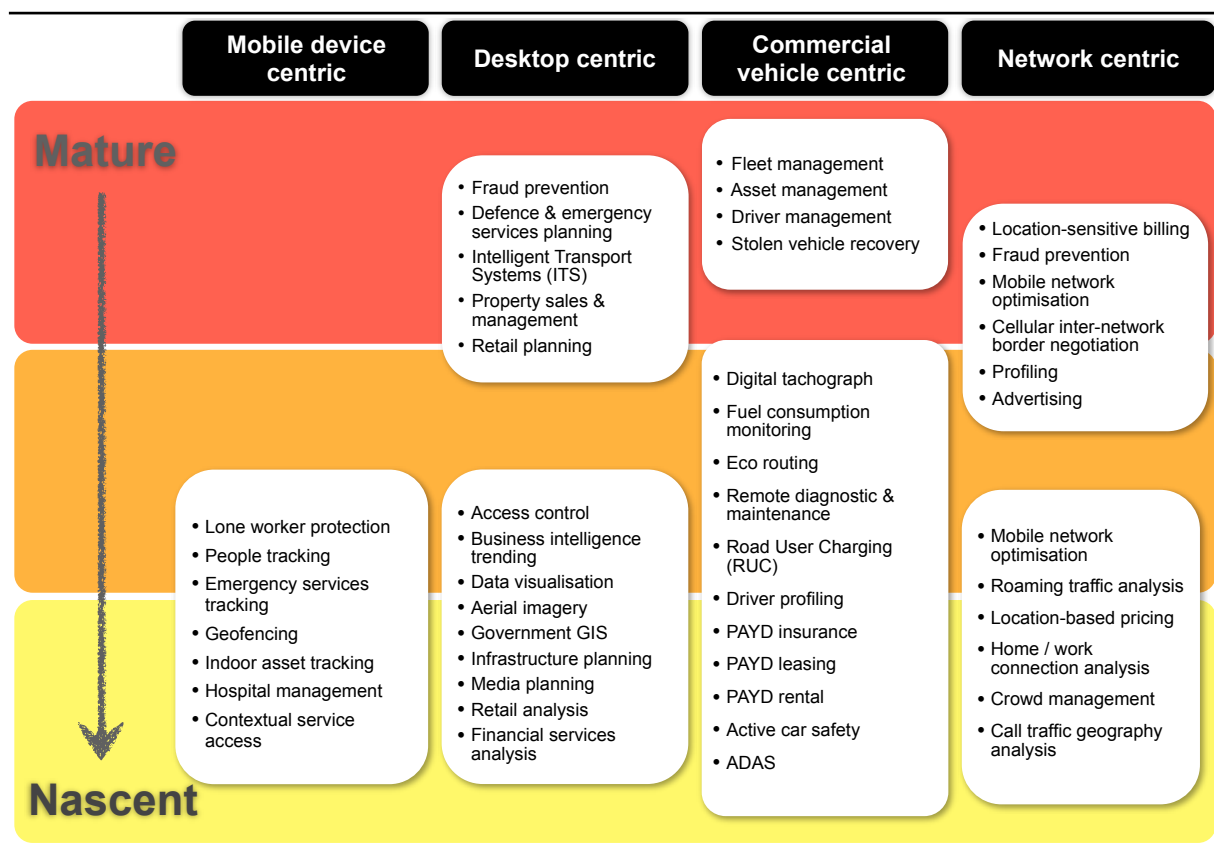 Mobile device
centric
Desktop centric
Commercial
vehicle centric
Network centric
Mature
• Fraud prevention
• Defence & emergency
services planning
• Intelligent Transport
Systems (ITS)
• Property sales &
management
• Retail planning
• Fleet management
• Asset management
• Driver management
• Stolen vehicle recovery
• Location-sensitive billing
• Fraud prevention
• Mobile network
optimisation
• Cellular inter-network
border negotiation
• Profiling
• Advertising
• Lone worker protection
• People tracking
• Emergency services
tracking
• Geofencing
• Indoor asset tracking
• Hospital management
• Contextual service
access
• Access control
• Business intelligence
trending
• Data visualisation
• Aerial imagery
• Government GIS
• Infrastructure planning
• Media planning
• Retail analysis
• Financial services
analysis
• Digital tachograph
• Fuel consumption
monitoring
• Eco routing
• Remote diagnostic &
maintenance
• Road User Charging
(RUC)
• Driver profiling
• PAYD insurance
• PAYD leasing
• PAYD rental
• Active car safety
• ADAS
• Mobile network
optimisation
• Roaming traffic analysis
• Location-based pricing
• Home / work
connection analysis
• Crowd management
• Call traffic geography
analysis
Nascent